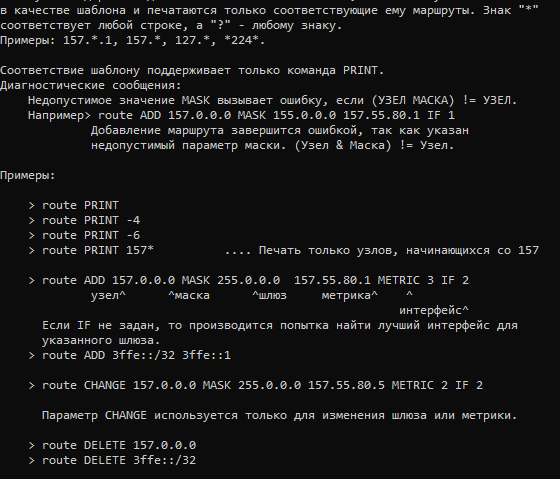 в качестве шаблона и печатаются только соответствующие ему маршруты. Знак "*"
соответствует любой строке, а "?" - любому знаку.
Примеры: 157.*.1, 157.*, 127.*, *224*.
Соответствие шаблону поддерживает только команда PRINT.
Диагностические сообщения:
Недопустимое значение MASK вызывает ошибку, если (УЗЕЛ МАСКА) != УЗЕЛ.
Например> route ADD 157.0.0.0 MASK 155.0.0.0 157.55.80.1 IF 1
Добавление маршрута завершится ошибкой, так как указан
недопустимый параметр маски. (Узел & Маска) != Узел.
Примеры:
> route PRINT
> route PRINT -4
> route PRINT -6
> route PRINT 157* .... Печать только узлов, начинающихся со 157
> route ADD 157.0.0.0 MASK 255.0.0.0 157.55.80.1 METRIC 3 IF 2
узел^ ^маска ^шлюз метрика^ ^
интерфейс^
Если IF не задан, то производится попытка найти лучший интерфейс для
указанного шлюза.
> route ADD 3ffe::/32 3ffe::1
> route CHANGE 157.0.0.0 MASK 255.0.0.0 157.55.80.5 METRIC 2 IF 2
Параметр CHANGE используется только для изменения шлюза или метрики.
> route DELETE 157.0.0.0
> route DELETE 3ffe::/32